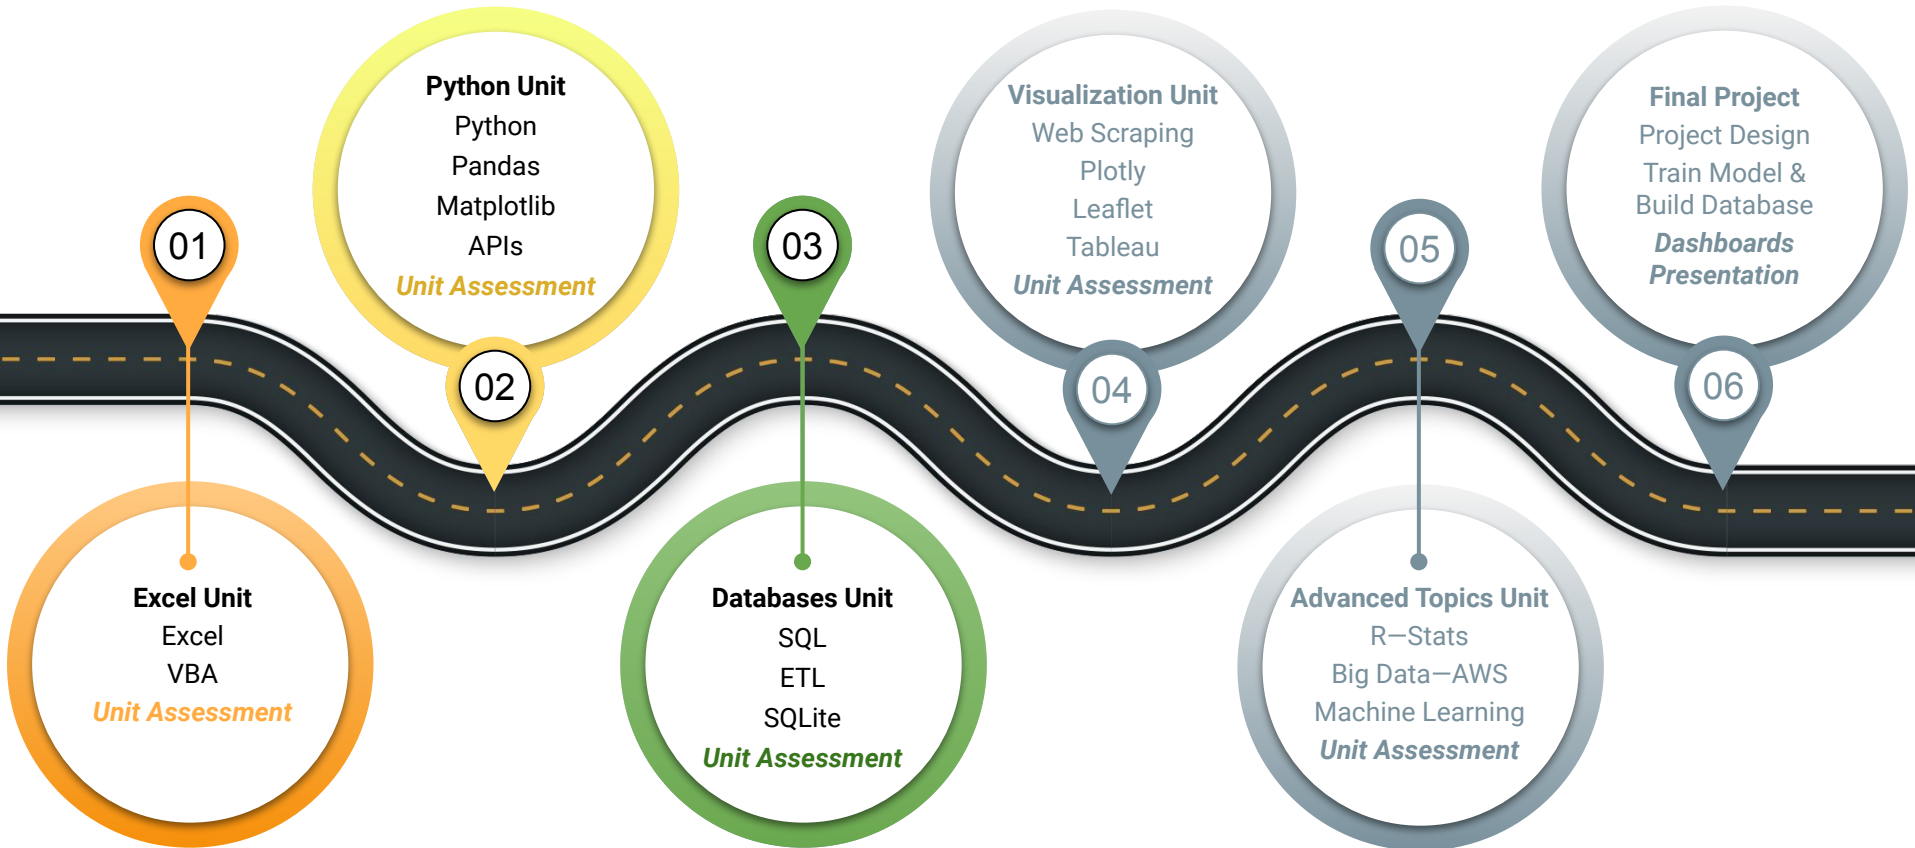 01
Excel Unit
Excel
VBA
Unit Assessment
Python Unit
Python
Pandas
Matplotlib
APIs
Unit Assessment
02
03
Databases Unit
SQL
ETL
SQLite
Unit Assessment
Visualization Unit
Web Scraping
Plotly
Leaflet
Tableau
Unit Assessment
04
05
Advanced Topics Unit
R—Stats
Big Data—AWS
Machine Learning
Unit Assessment
Final Project
Project Design
Train Model &
Build Database
Dashboards
Presentation
06